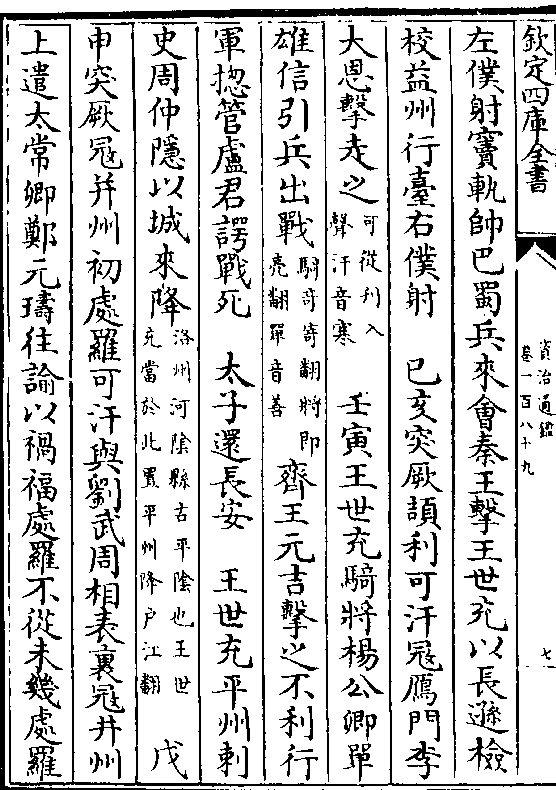 欽定四庫全書
資治通鑑
卷一百八十九
七
左僕射竇軌帥巴蜀兵來會秦王擊王世充以長遜檢
校益州行臺右僕射　己亥突厥頡利可汗冦鴈門李
大恩擊走之可從刋入聲汗音寒　壬寅王世充騎將楊公卿單
雄信引兵出戰騎奇寄翻將即亮翻單音善　齊王元吉擊之不利行
軍揔管盧君諤戰死　太子還長安　王世充平州刺
史周仲隱以城來降洛州河隂縣古平隂也王世充當於此置平州降户江翻　戊
申突厥冦并州初處羅可汗與劉武周相表裏冦并州
上遣太常卿鄭元璹往諭以禍福處羅不從未幾處羅